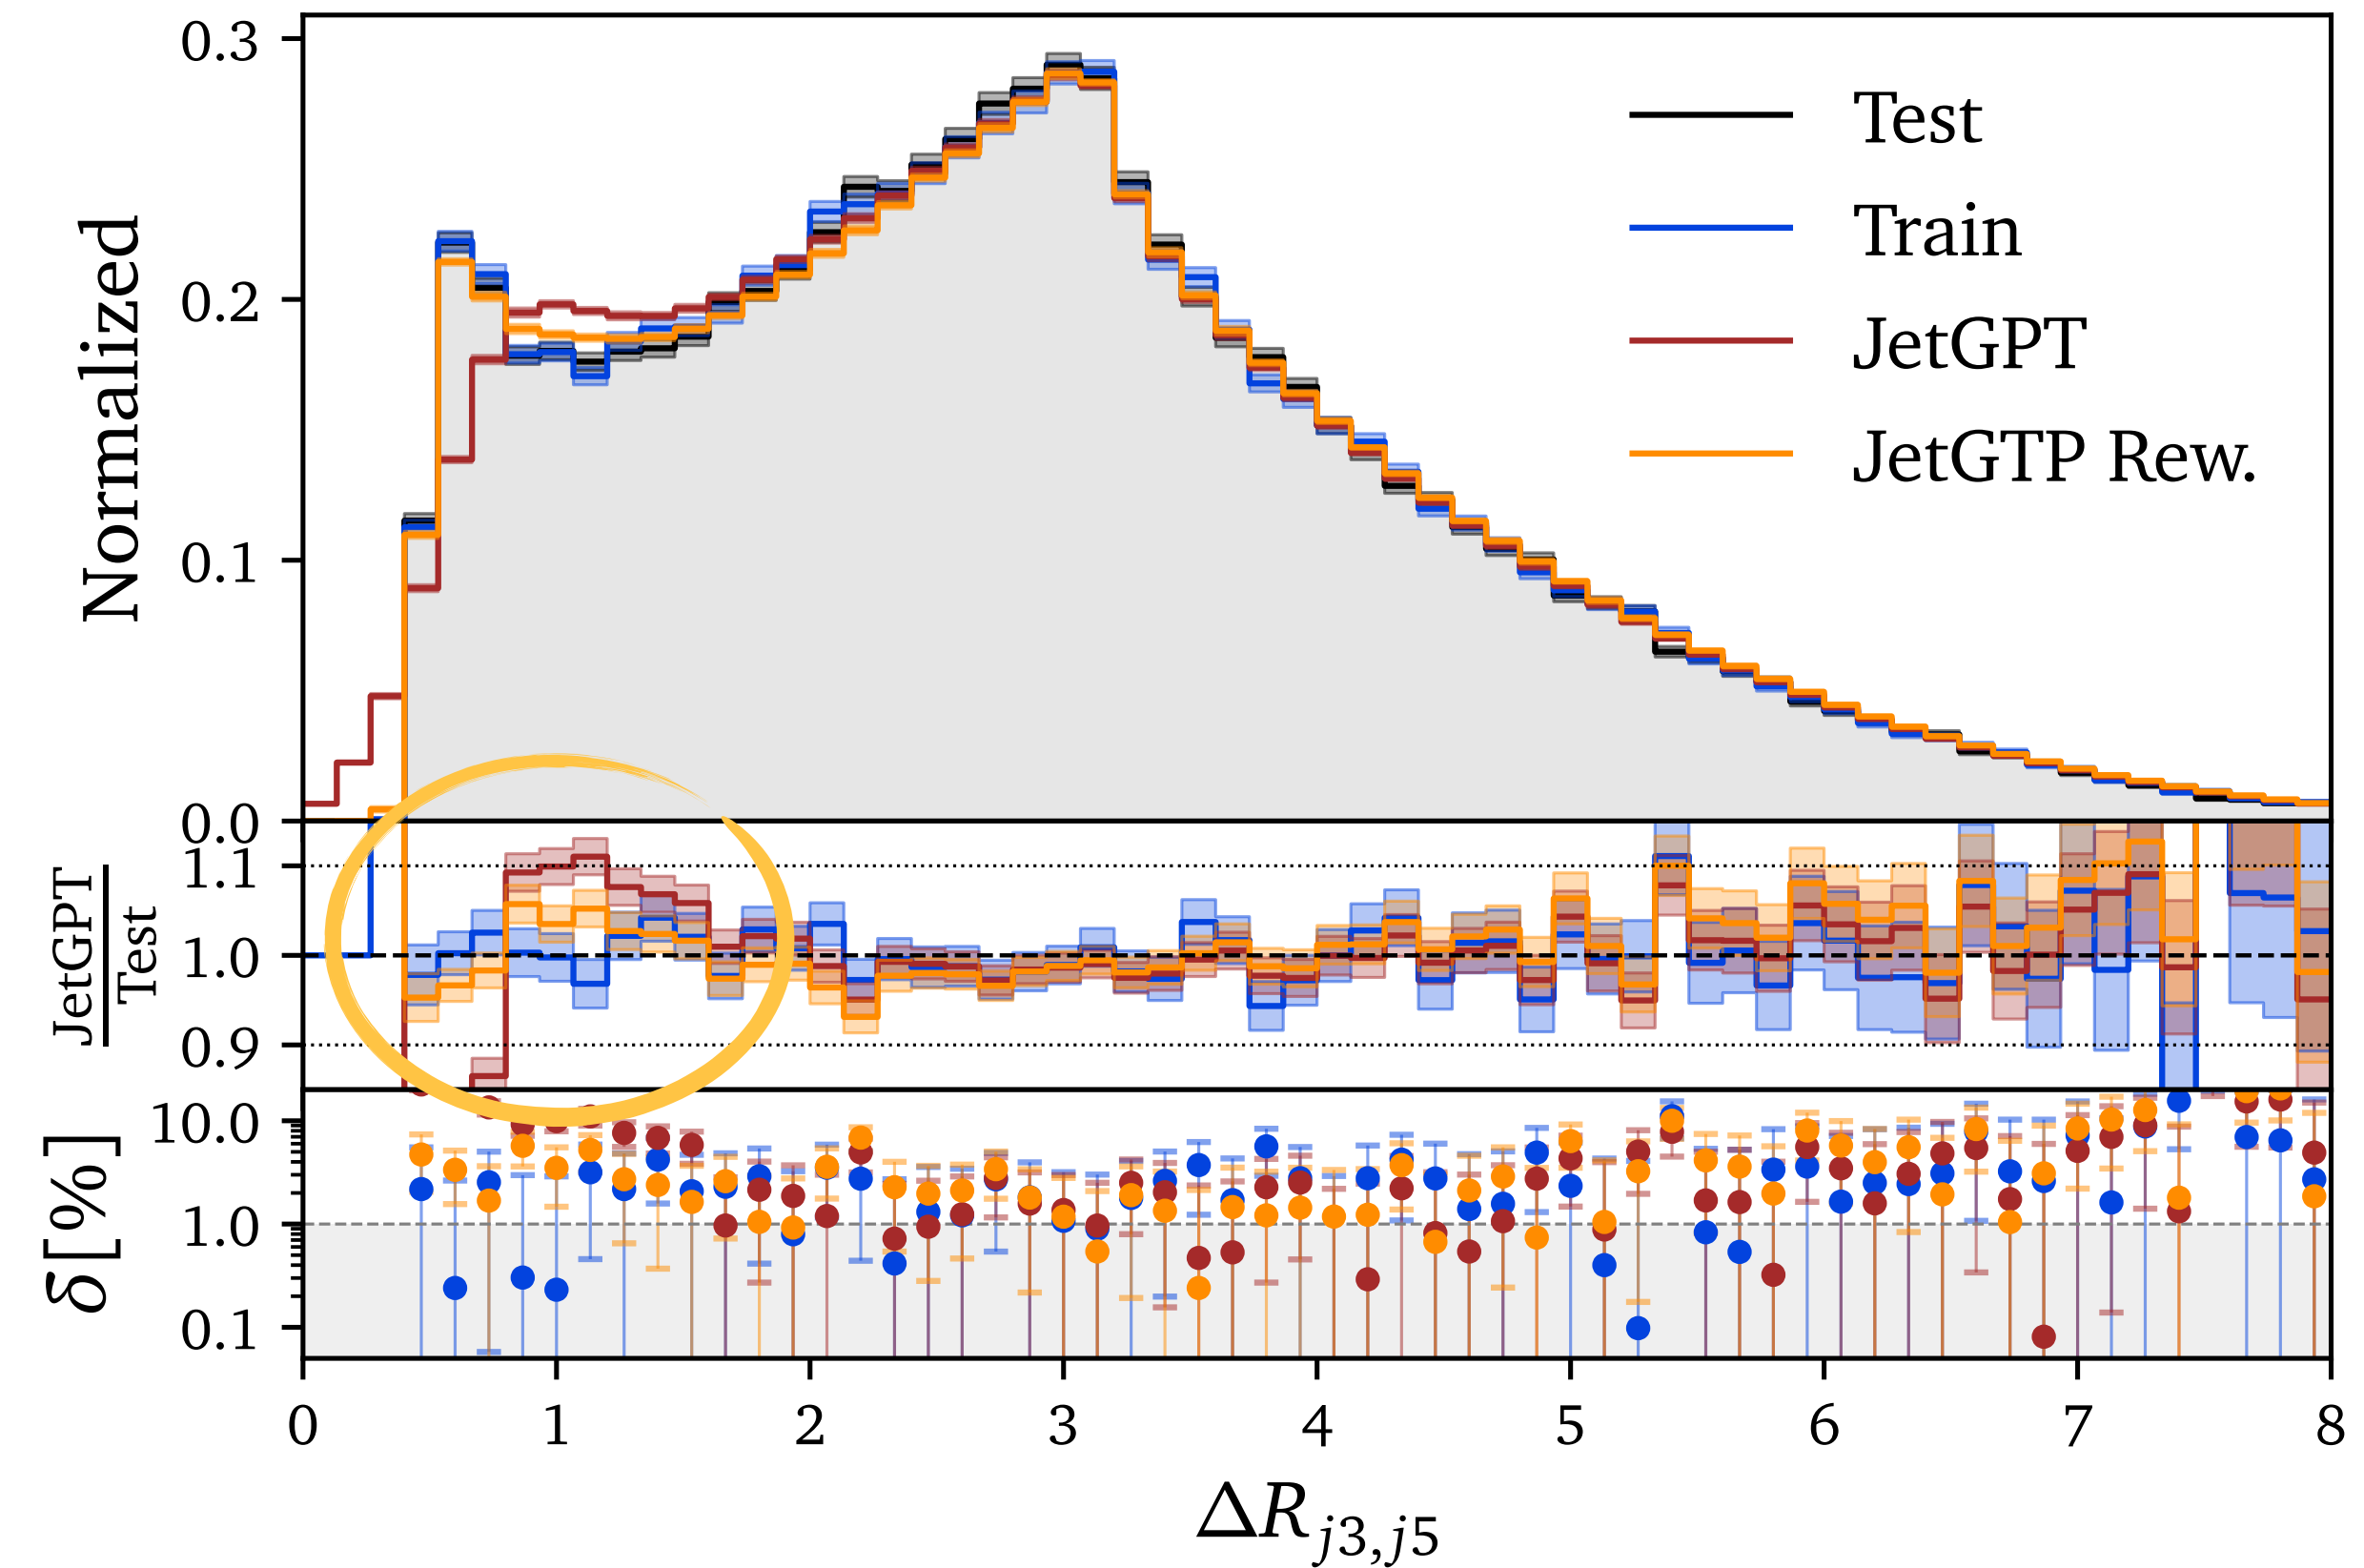 Normalized
0.3
0.2
0.1
0.0
Test
Train
JetGPT
JetGTP Rew.
JetGPT
Test
1.1
1.0
0.9
δ[%]
10.0
1.0
0.1
0 1 2 3 4 5 6 7 8
ΔR_{j3,j5}